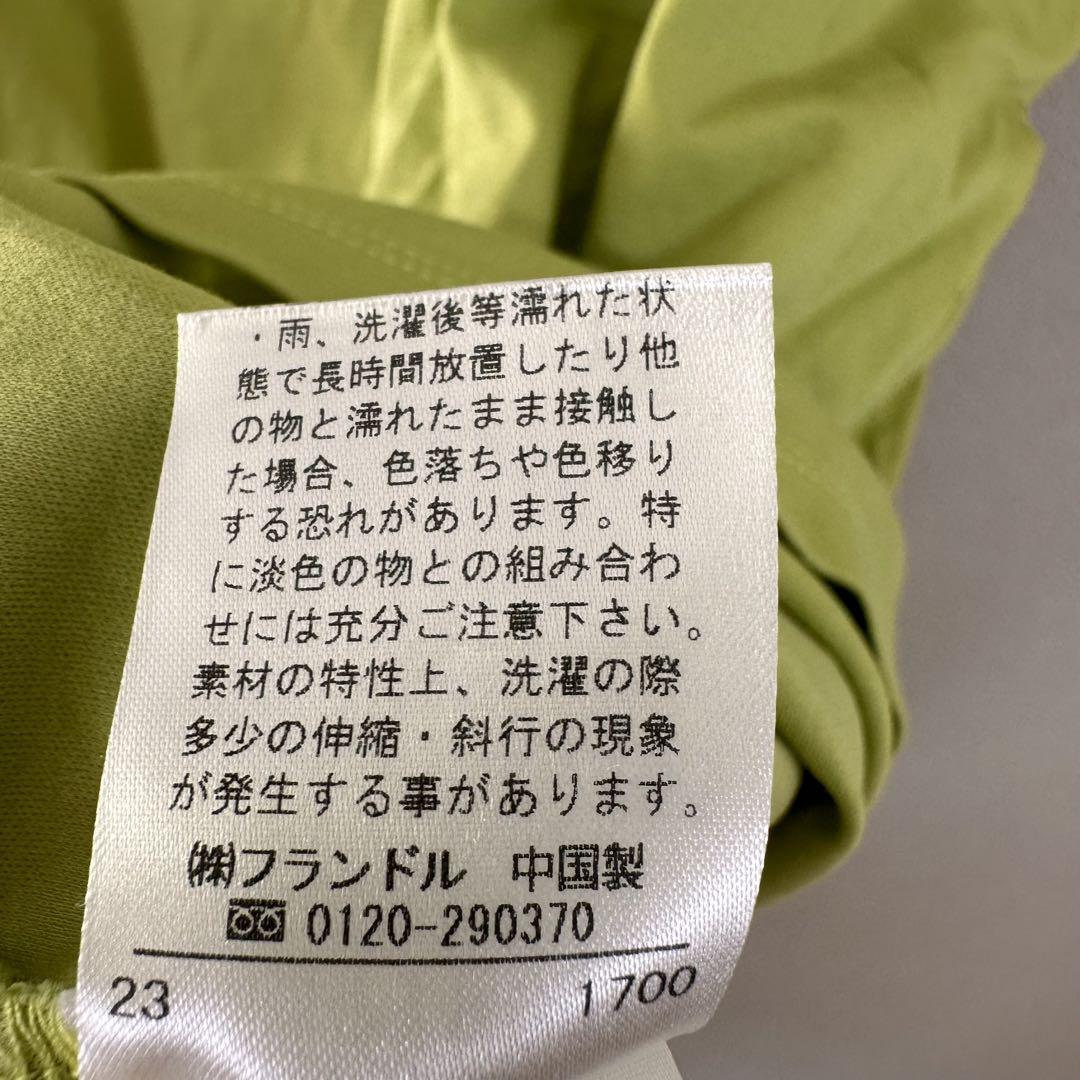 ・雨、洗濯後等濡れた状
態で長時間放置したり他
の物と濡れたまま接触し
た場合、色落ちや色移り
する恐れがあります。特
に淡色の物との組み合わ
せには充分ご注意下さい。
素材の特性上、洗濯の際
多少の伸縮・斜行の現象
が発生する事があります。
㈱フランドル 中国製
0120-290370
23 1700